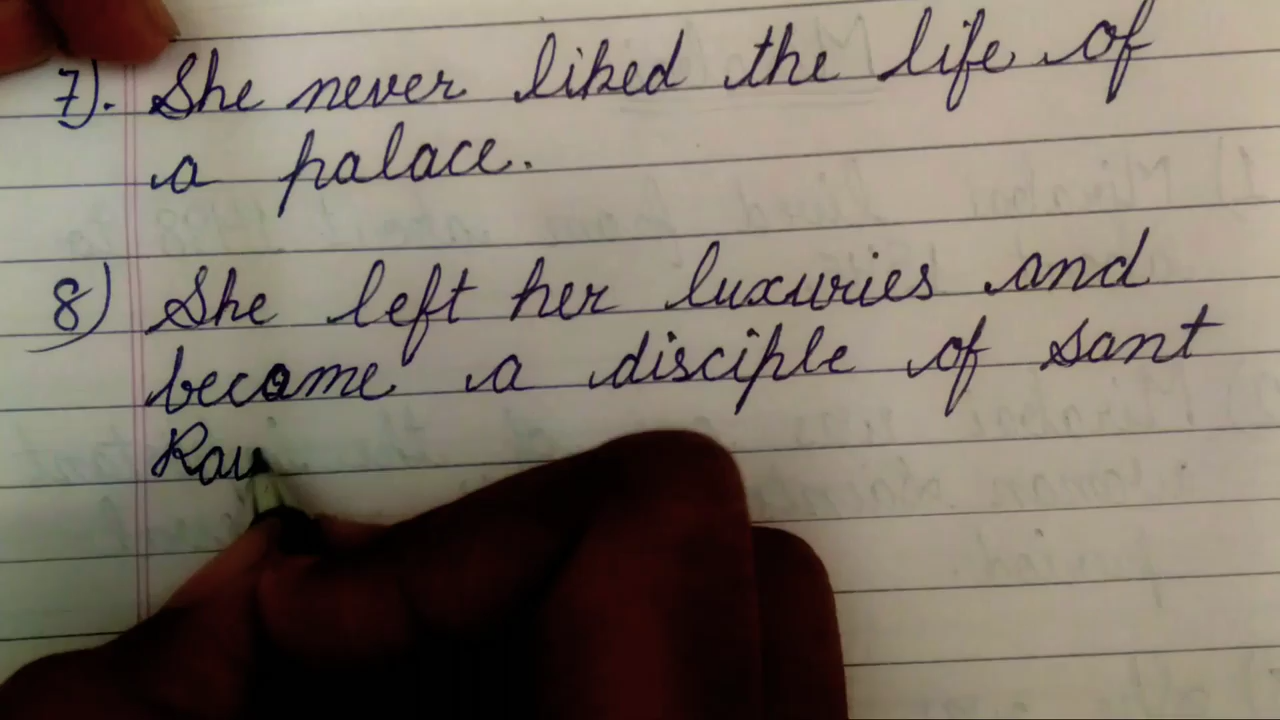 7). She never liked the life of
a palace.
8) She left her luxuries and
became a disciple of sant